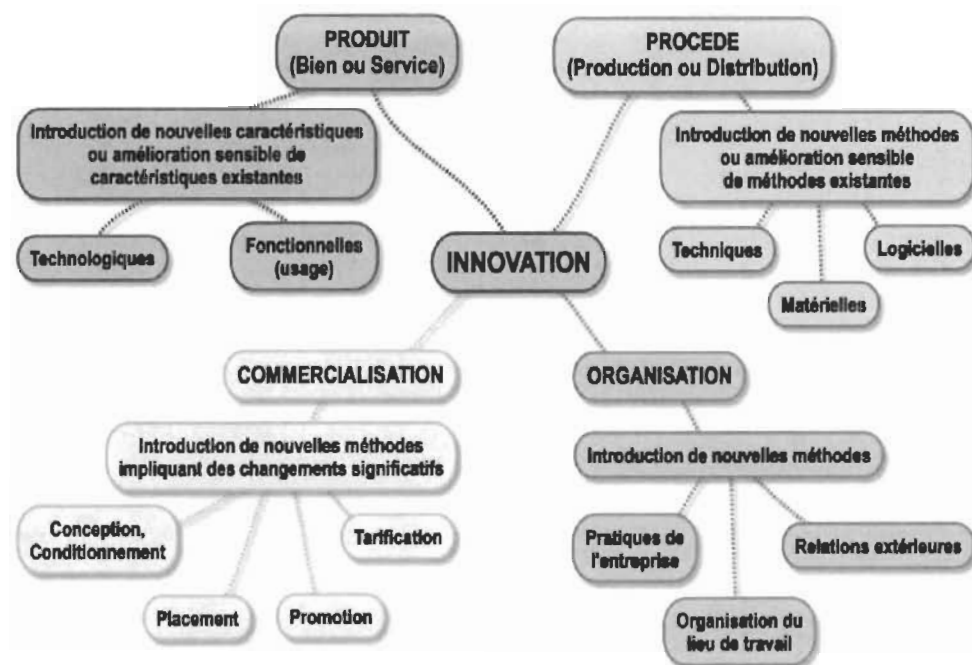 PRODUIT
(Bien ou Service)
PROCEDE
(Production ou Distribution)
Introduction de nouvelles caractéristiques
ou amélioration sensible de
caractéristiques existantes
Introduction de nouvelles méthodes
ou amélioration sensible
de méthodes existantes
Technologiques
Fonctionnelles
(usage)
INNOVATION
Techniques
Logicielles
Matérielles
COMMERCIALISATION
ORGANISATION
Introduction de nouvelles méthodes
impliquant des changements significatifs
Introduction de nouvelles méthodes
Conception,
Conditionnement
Tarification
Placement
Promotion
Pratiques de
l'entreprise
Relations extérieures
Organisation du
lieu de travail